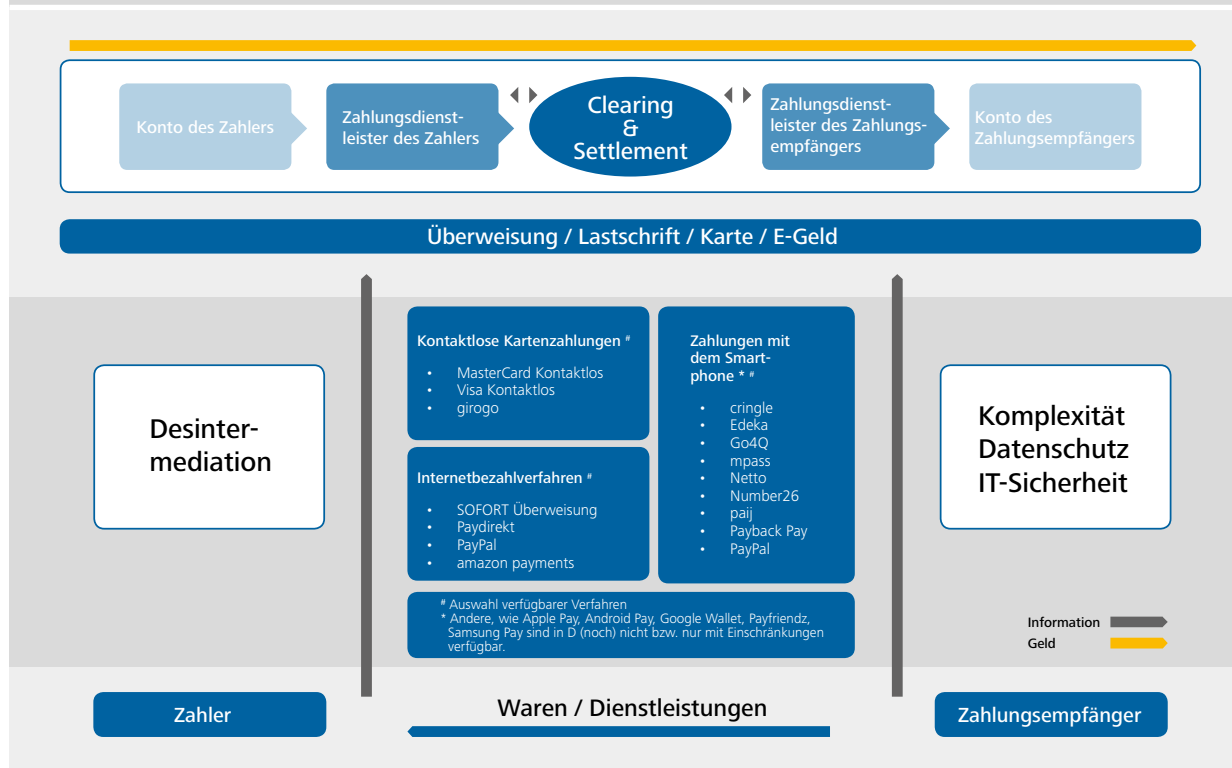 Konto des Zahlers
Zahlungsdienst-
leister des Zahlers
Clearing
&
Settlement
Zahlungsdienst-
leister des Zahlungs-
empfängers
Konto des
Zahlungsempfängers
Überweisung / Lastschrift / Karte / E-Geld
Desinter-
mediation
Kontaktlose Kartenzahlungen #
• MasterCard Kontaktlos
• Visa Kontaktlos
• girogo
Internetbezahlverfahren #
• SOFORT Überweisung
• Paydirekt
• PayPal
• amazon payments
Zahlungen mit
dem Smart-
phone * #
• cringle
• Edeka
• Go4Q
• mpass
• Netto
• Number26
• paij
• Payback Pay
• PayPal
# Auswahl verfügbarer Verfahren
* Andere, wie Apple Pay, Android Pay, Google Wallet, Payfriendz,
Samsung Pay sind in D (noch) nicht bzw. nur mit Einschränkungen
verfügbar.
Komplexität
Datenschutz
IT-Sicherheit
Information
Geld
Zahler
Waren / Dienstleistungen
Zahlungsempfänger